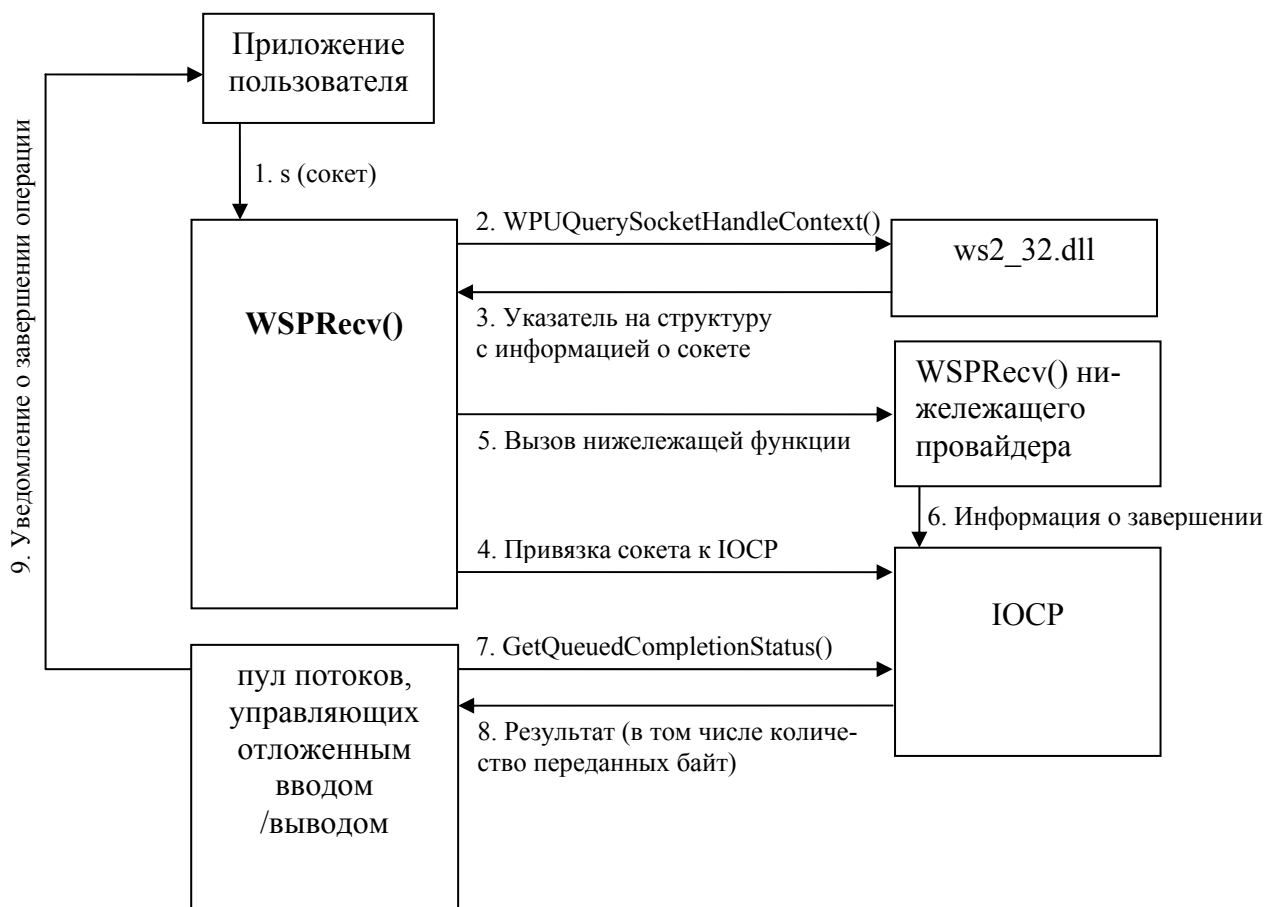 Приложение
пользователя
1. s (сокет)
2. WPUQuerySocketHandleContext()
ws2_32.dll
WSPRecv()
3. Указатель на структуру
с информацией о сокете
WSPRecv() ни-
жележащего
провайдера
5. Вызов нижележащей функции
6. Информация о завершении
4. Привязка сокета к IOCP
IOCP
7. GetQueuedCompletionStatus()
пул потоков,
управляющих
отложенным
вводом
/выводом
8. Результат (в том числе количе-
ство переданных байт)
9. Уведомление о завершении операции